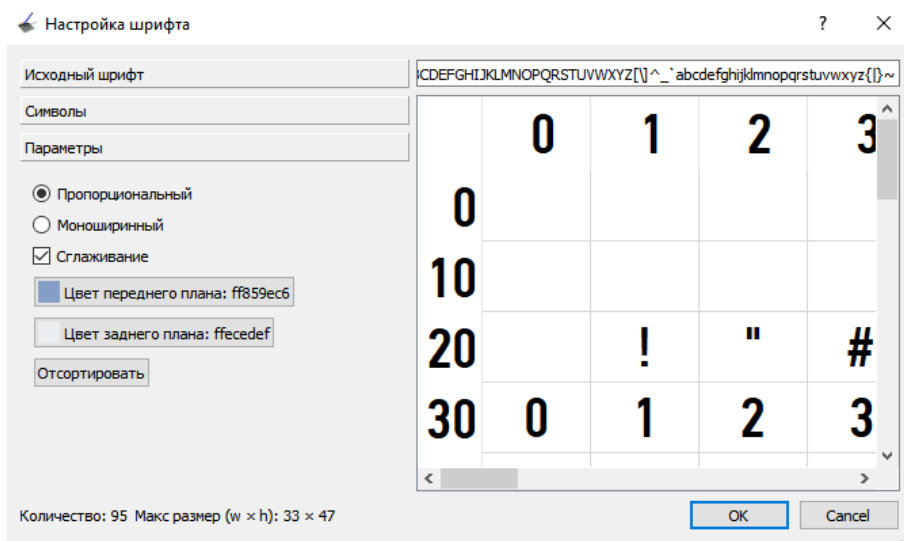 Настройка шрифта ? ×
Исходный шрифт
Символы
Параметры
Пропорциональный
Моноширинный
Сглаживание
Цвет переднего плана: ff859ec6
Цвет заднего плана: ffecedef
Отсортировать
CDEFGHIJKLMNOPQRSTUVWXYZ[\]^_`abcdefghijklmnopqrstuvwxyz{|}~
0 1 2 3
0
10
20 ! " #
30 0 1 2 3
Количество: 95 Макс размер (w × h): 33 × 47
OK Cancel